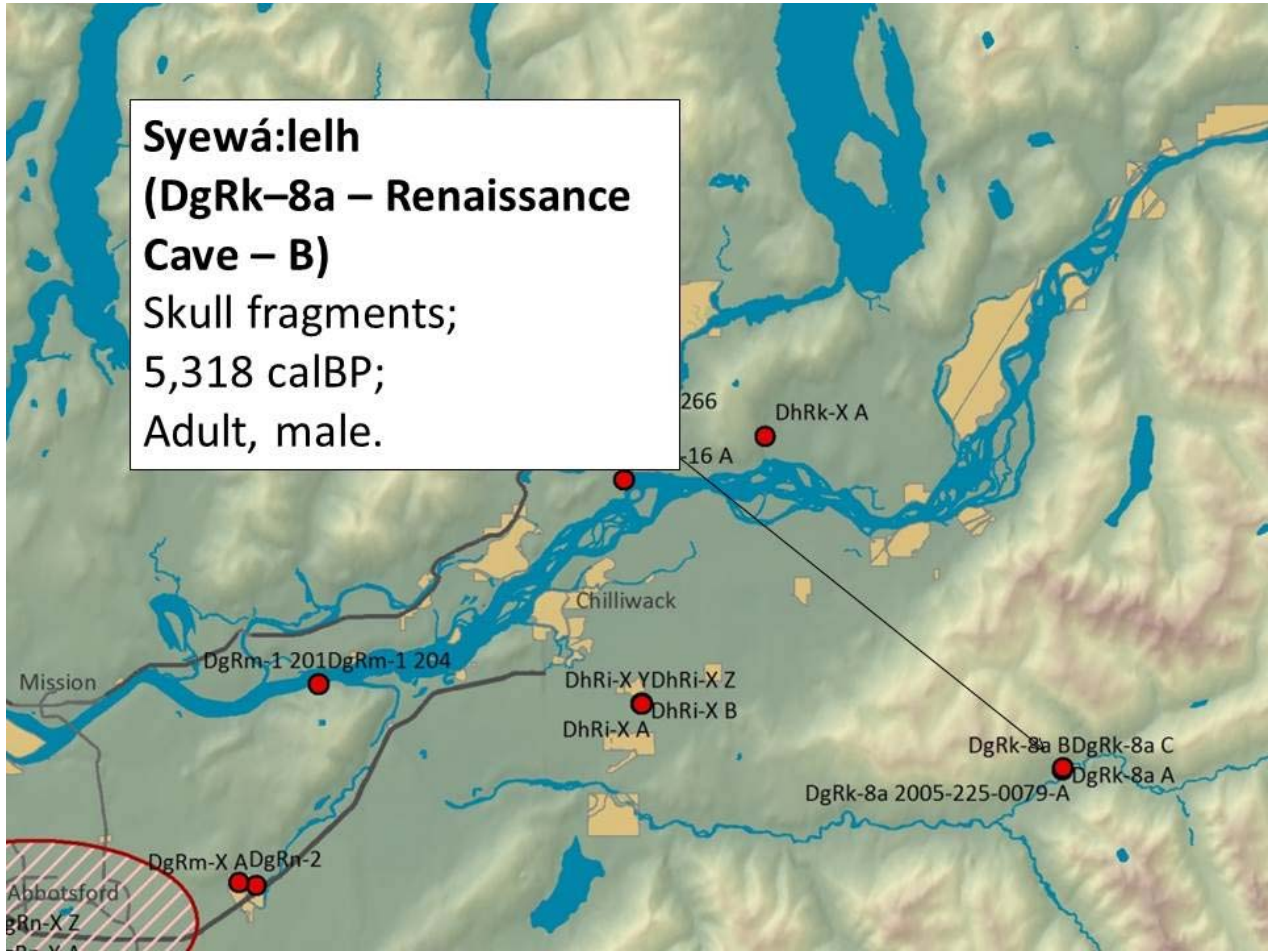 Syewá:lelh
(DgRk–8a – Renaissance
Cave – B)
Skull fragments;
5,318 calBP;
Adult, male.
266
DhRk-X A
-16 A
Chilliwack
DgRm-1 201DgRm-1 204
Mission
DhRi-X YDhRi-X Z
DhRi-X B
DhRi-X A
DgRk-8a BDgRk-8a C
DgRk-8a A
DgRk-8a 2005-225-0079-A
DgRm-X ADgRn-2
Abbotsford
gRn-X Z